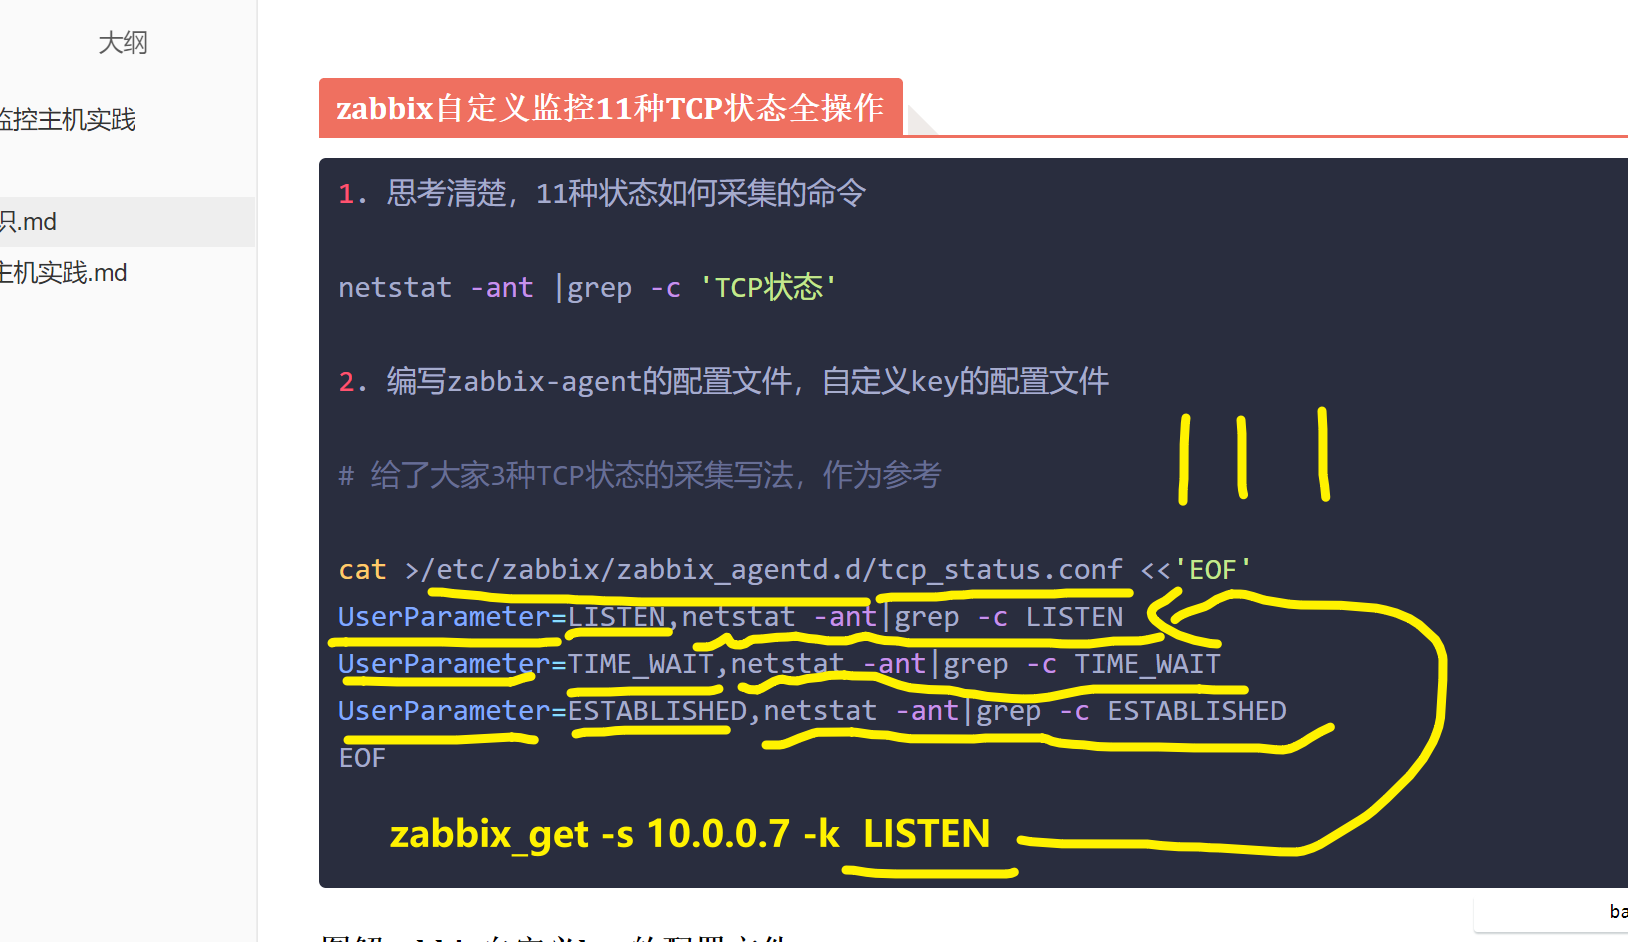 大纲
监控主机实践
识.md
主机实践.md
zabbix自定义监控11种TCP状态全操作
1. 思考清楚，11种状态如何采集的命令
netstat -ant |grep -c 'TCP状态'
2. 编写zabbix-agent的配置文件，自定义key的配置文件
# 给了大家3种TCP状态的采集写法，作为参考
cat >/etc/zabbix/zabbix_agentd.d/tcp_status.conf <<'EOF'
UserParameter=LISTEN,netstat -ant|grep -c LISTEN
UserParameter=TIME_WAIT,netstat -ant|grep -c TIME_WAIT
UserParameter=ESTABLISHED,netstat -ant|grep -c ESTABLISHED
EOF
zabbix_get -s 10.0.0.7 -k LISTEN
ba